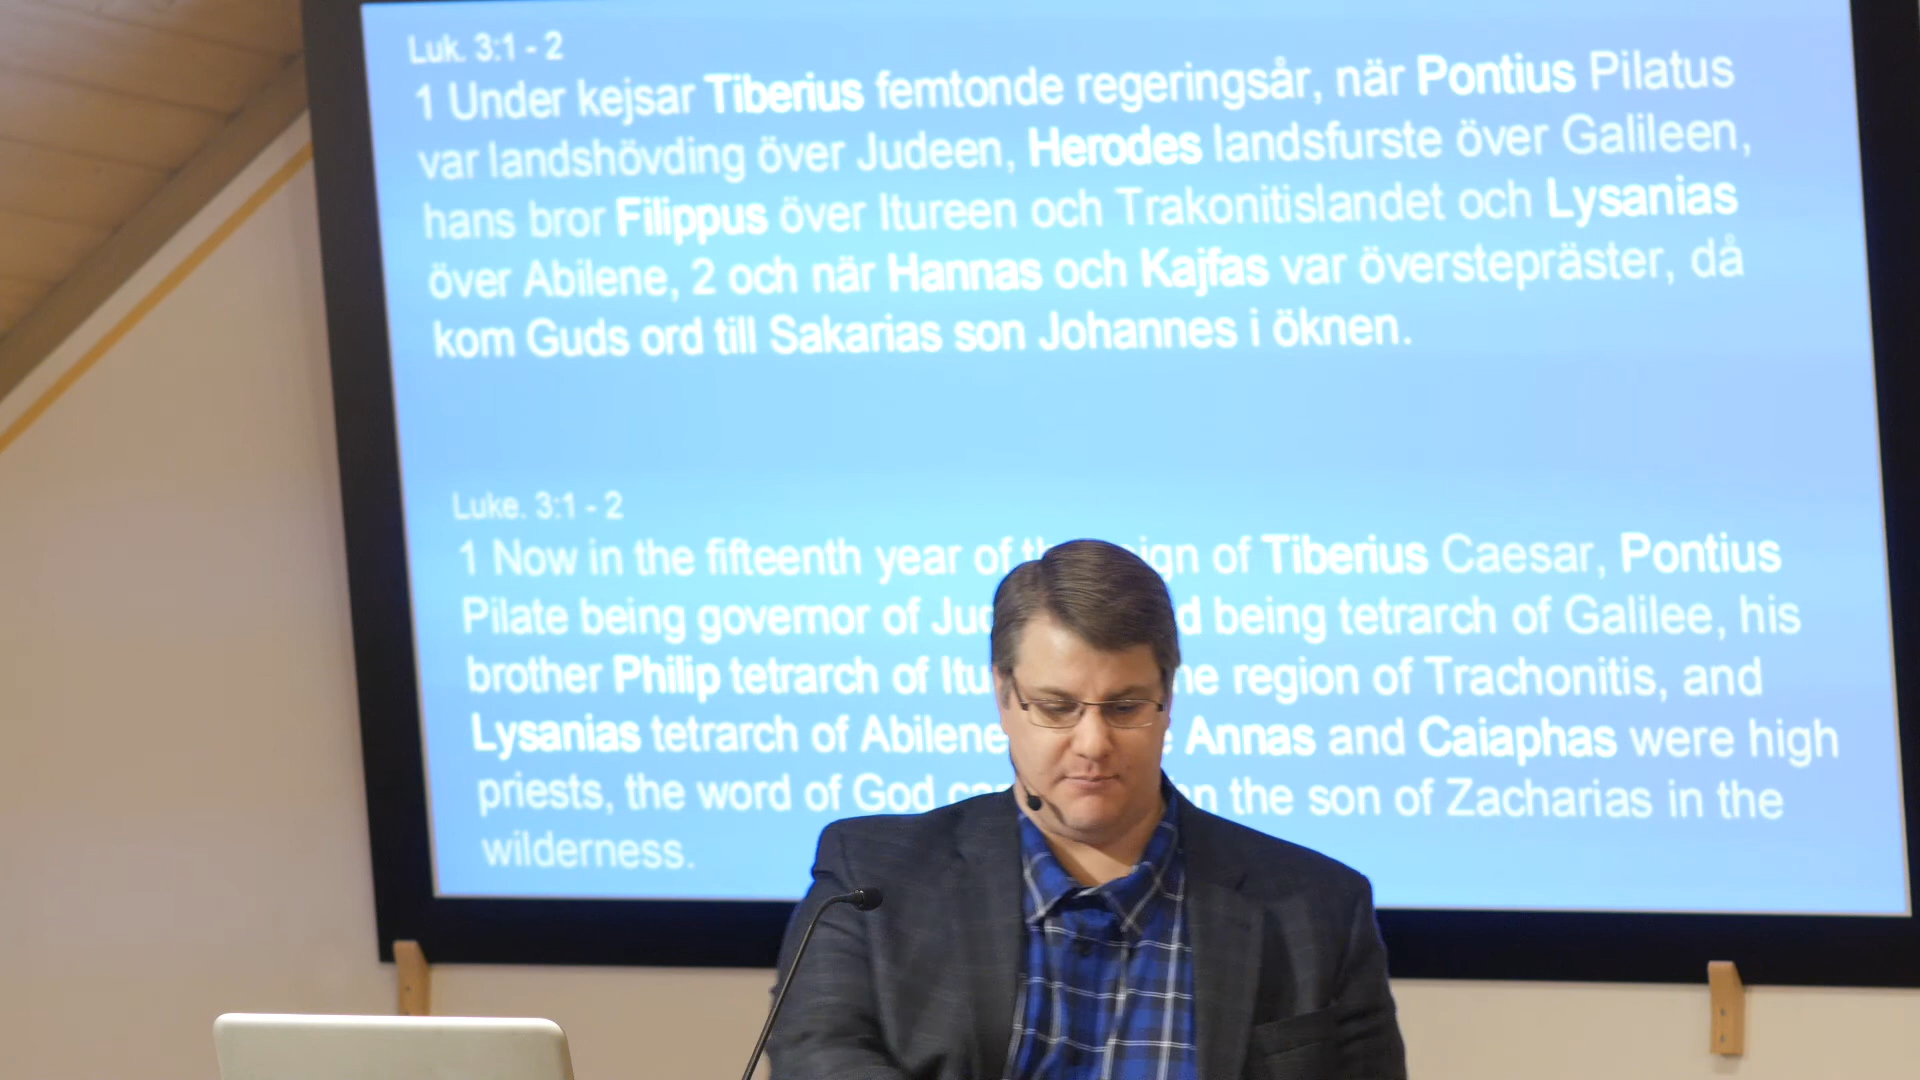 Luk. 3:1 - 2
1 Under kejsar Tiberius femtonde regeringsår, när Pontius Pilatus
var landshövding över Judeen, Herodes landsfurste över Galileen,
hans bror Filippus över Itureen och Trakonitislandet och Lysanias
över Abilene, 2 och när Hannas och Kajfas var överstepräster, då
kom Guds ord till Sakarias son Johannes i öknen.
Luke. 3:1 - 2
1 Now in the fifteenth year of of Tiberius Caesar, Pontius
Pilate being governor of being tetrarch of Galilee, his
brother Philip tetrarch of region of Trachonitis, and
Lysanias tetrarch of Abilene Annas and Caiaphas were high
priests, the word of God the son of Zacharias in the
wilderness.